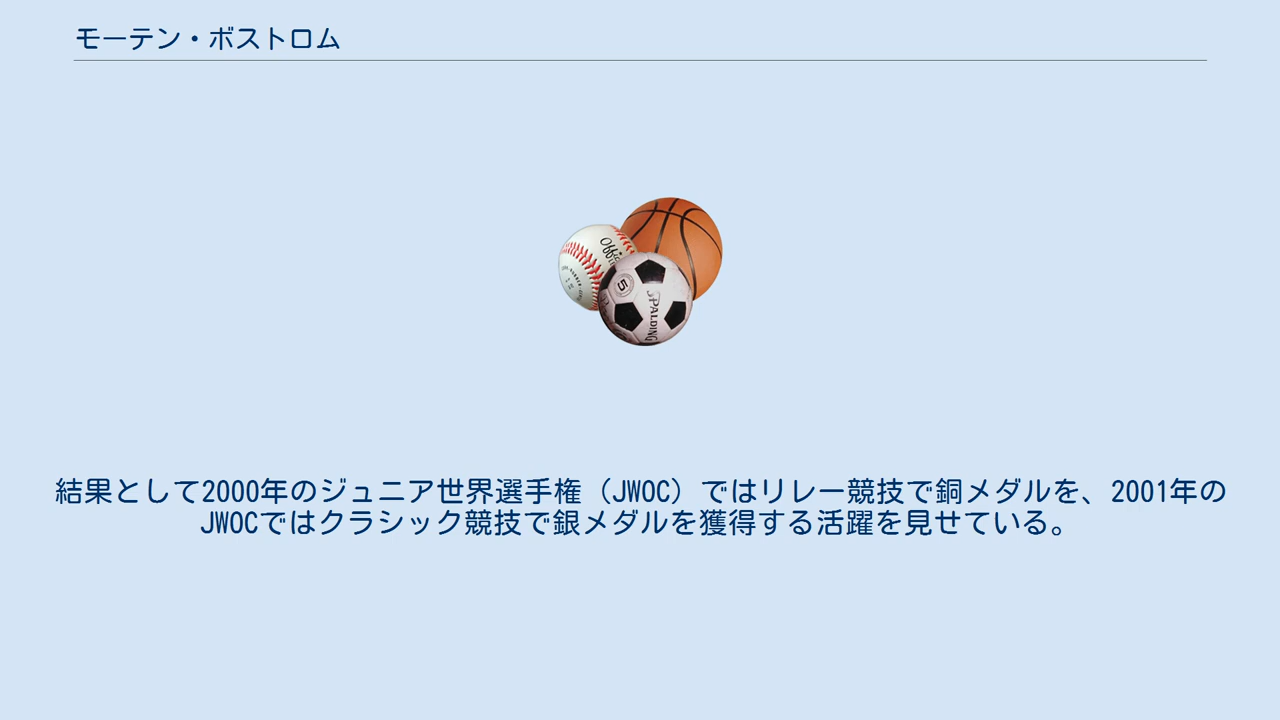 モーテン・ボストロム
Offic
5
SPALDING
結果として2000年のジュニア世界選手権（JWOC）ではリレー競技で銅メダルを、2001年の
JWOCではクラシック競技で銀メダルを獲得する活躍を見せている。